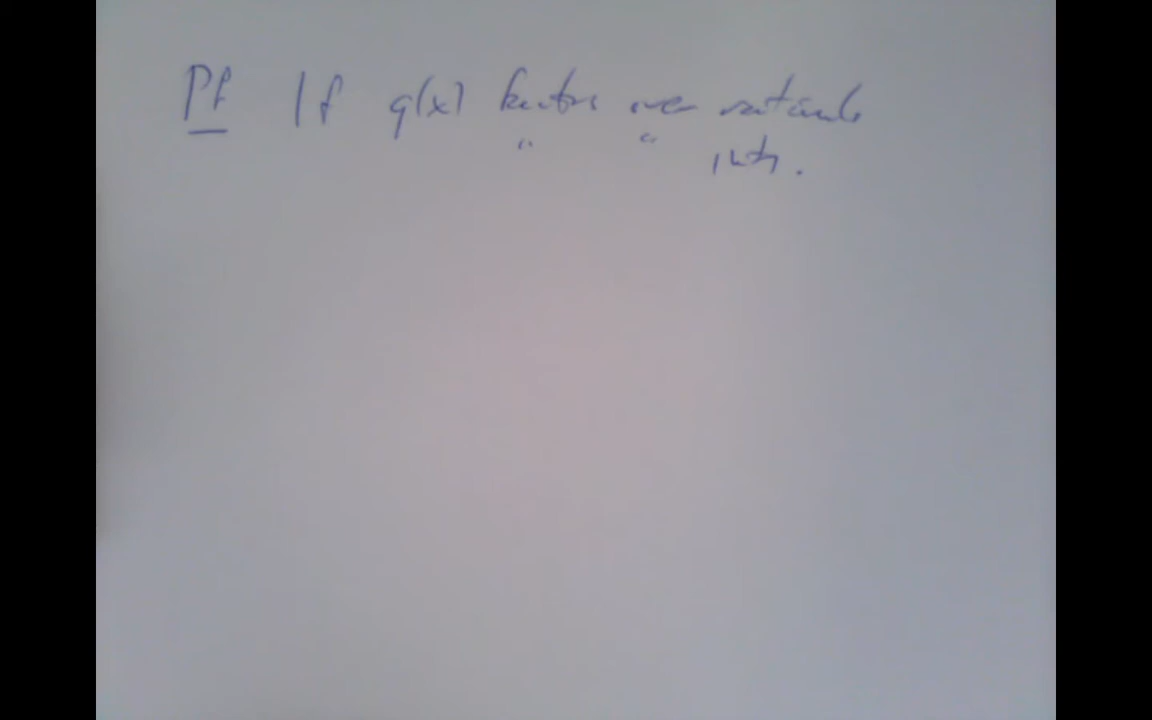 Pf If q(x) factors over rationals
" " ints.